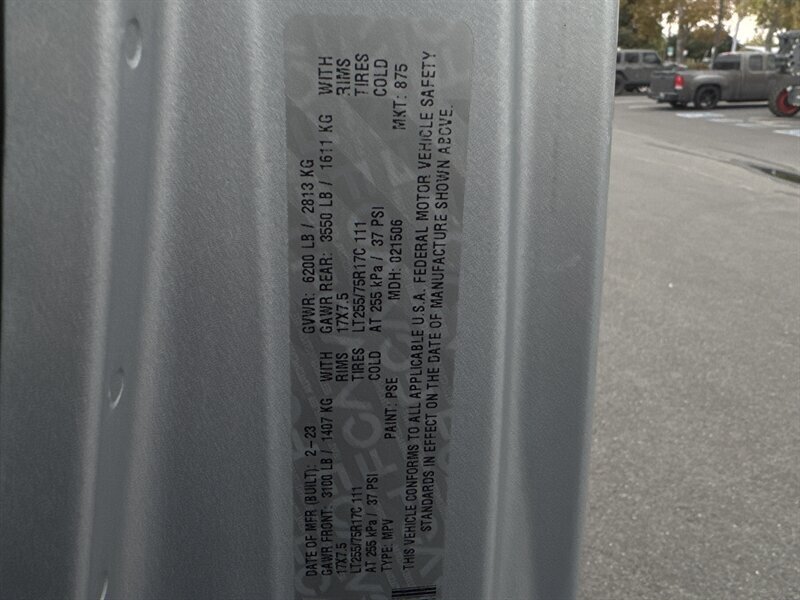 DATE OF MFR (BUILT): 2-23 GVWR: 6200 LB / 2813 KG
GAWR FRONT: 3100 LB / 1407 KG WITH GAWR REAR: 3550 LB / 1611 KG WITH
17X7.5 RIMS 17X7.5 RIMS
LT255/75R17C 111 TIRES LT255/75R17C 111 TIRES
AT 255 kPa / 37 PSI COLD AT 255 kPa / 37 PSI COLD
TYPE: MPV PAINT: PSE MDH: 021506 MKT: 875
THIS VEHICLE CONFORMS TO ALL APPLICABLE U.S.A. FEDERAL MOTOR VEHICLE SAFETY
STANDARDS IN EFFECT ON THE DATE OF MANUFACTURE SHOWN ABOVE.